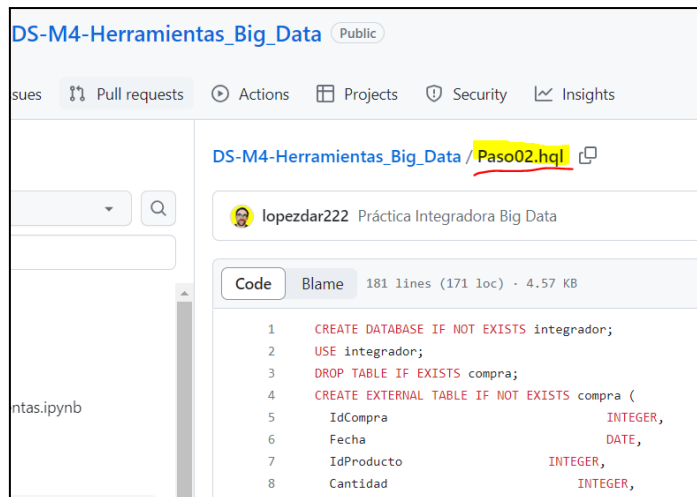 DS-M4-Herramientas_Big_Data Public
sues Pull requests Actions Projects Security Insights
DS-M4-Herramientas_Big_Data / Paso02.hql
lopezdar222 Práctica Integradora Big Data
Code Blame 181 lines (171 loc) · 4.57 KB
1 CREATE DATABASE IF NOT EXISTS integrador;
2 USE integrador;
3 DROP TABLE IF EXISTS compra;
4 CREATE EXTERNAL TABLE IF NOT EXISTS compra (
5 IdCompra INTEGER,
ntas.ipynb
6 Fecha DATE,
7 IdProducto INTEGER,
8 Cantidad INTEGER,